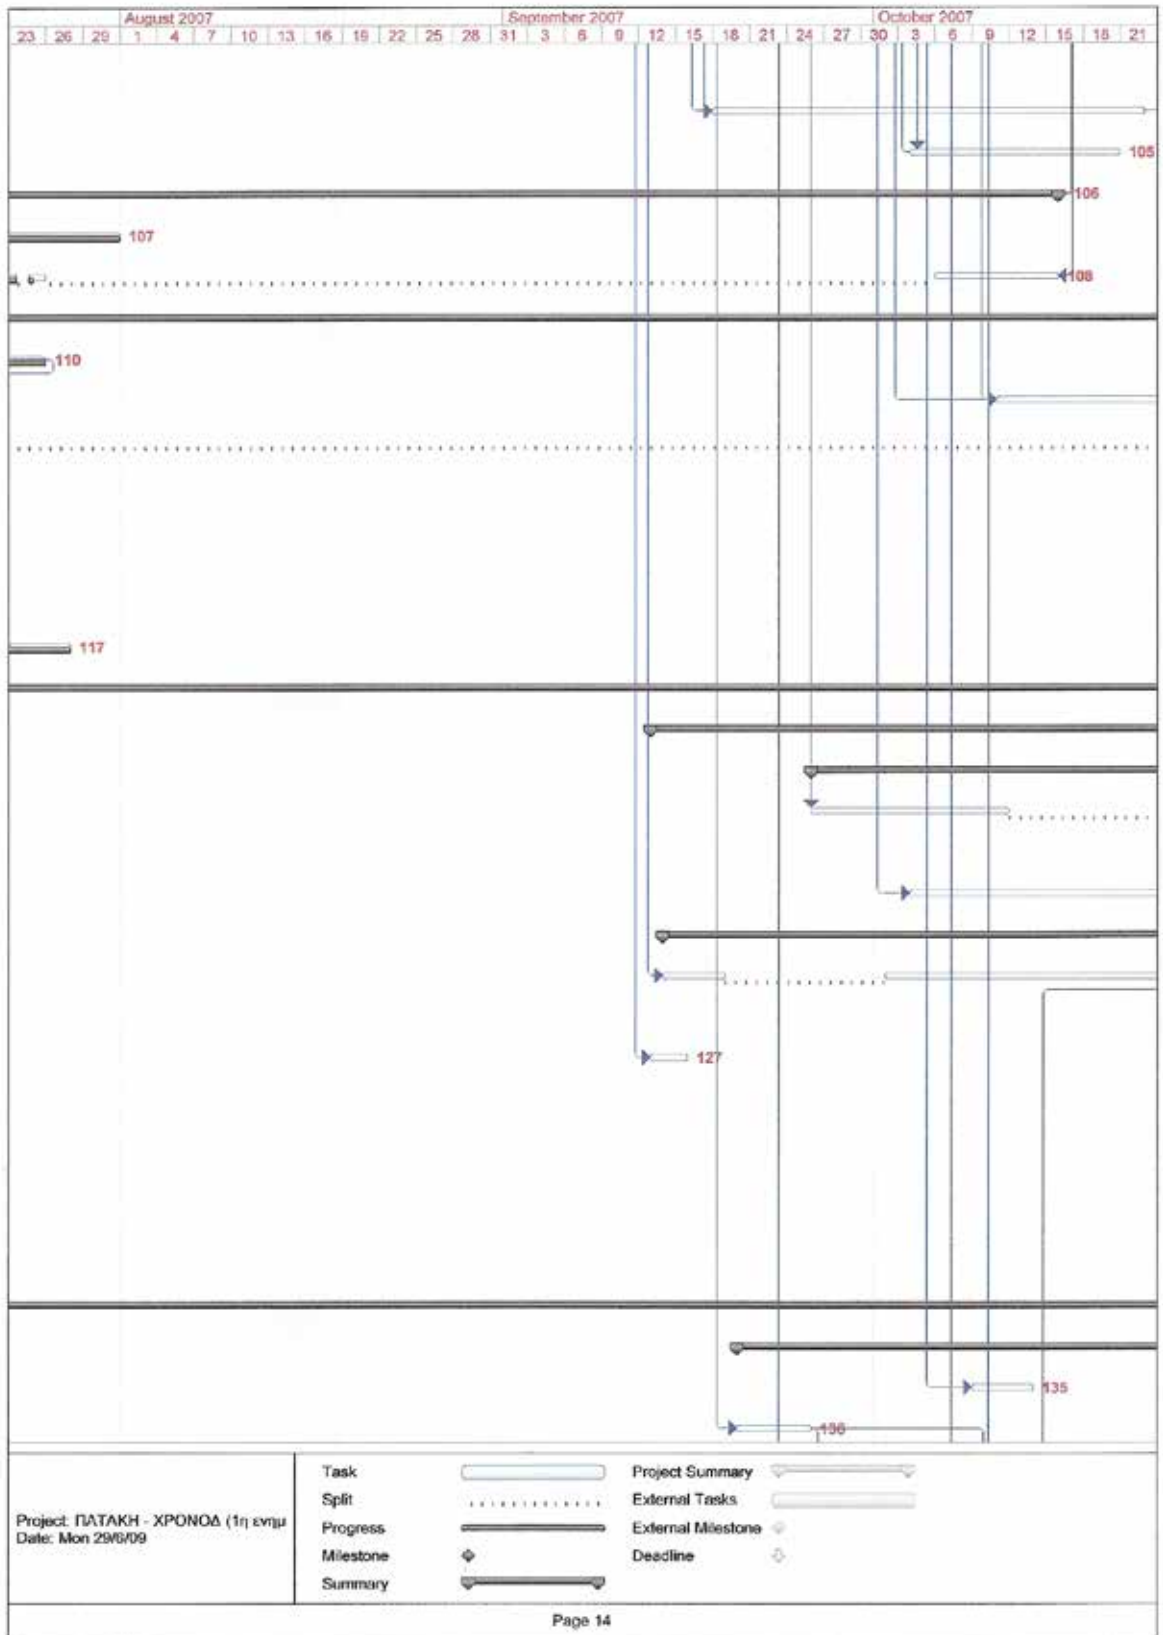 August 2007 September 2007 October 2007
23 26 29 1 4 7 10 13 16 19 22 25 28 31 3 6 9 12 15 18 21 24 27 30 3 6 9 12 15 18 21
105
106
107
108
110
117
127
135
136
Project: ΠΑΤΑΚΗ - ΧΡΟΝΟΔ (1η ενημ
Date: Mon 29/6/09
Task
Split
Progress
Milestone
Summary
Project Summary
External Tasks
External Milestone
Deadline
Page 14